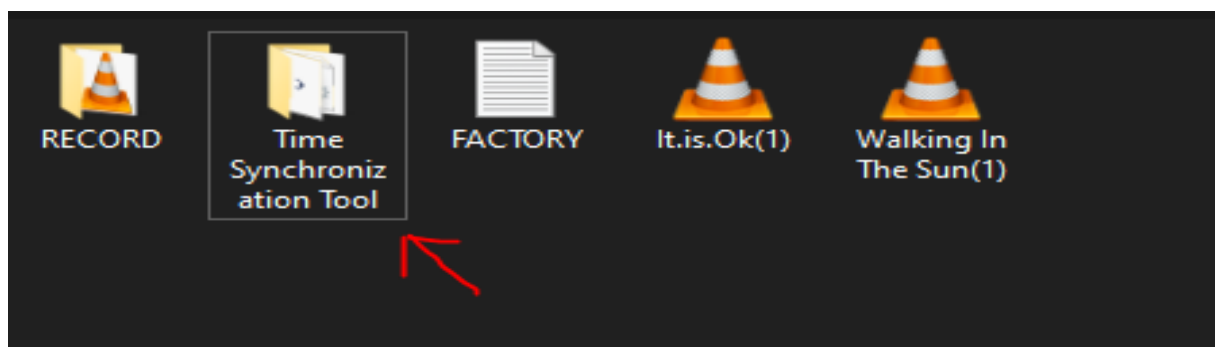 RECORD
Time
Synchroniz
ation Tool
FACTORY
It.is.Ok(1)
Walking In
The Sun(1)